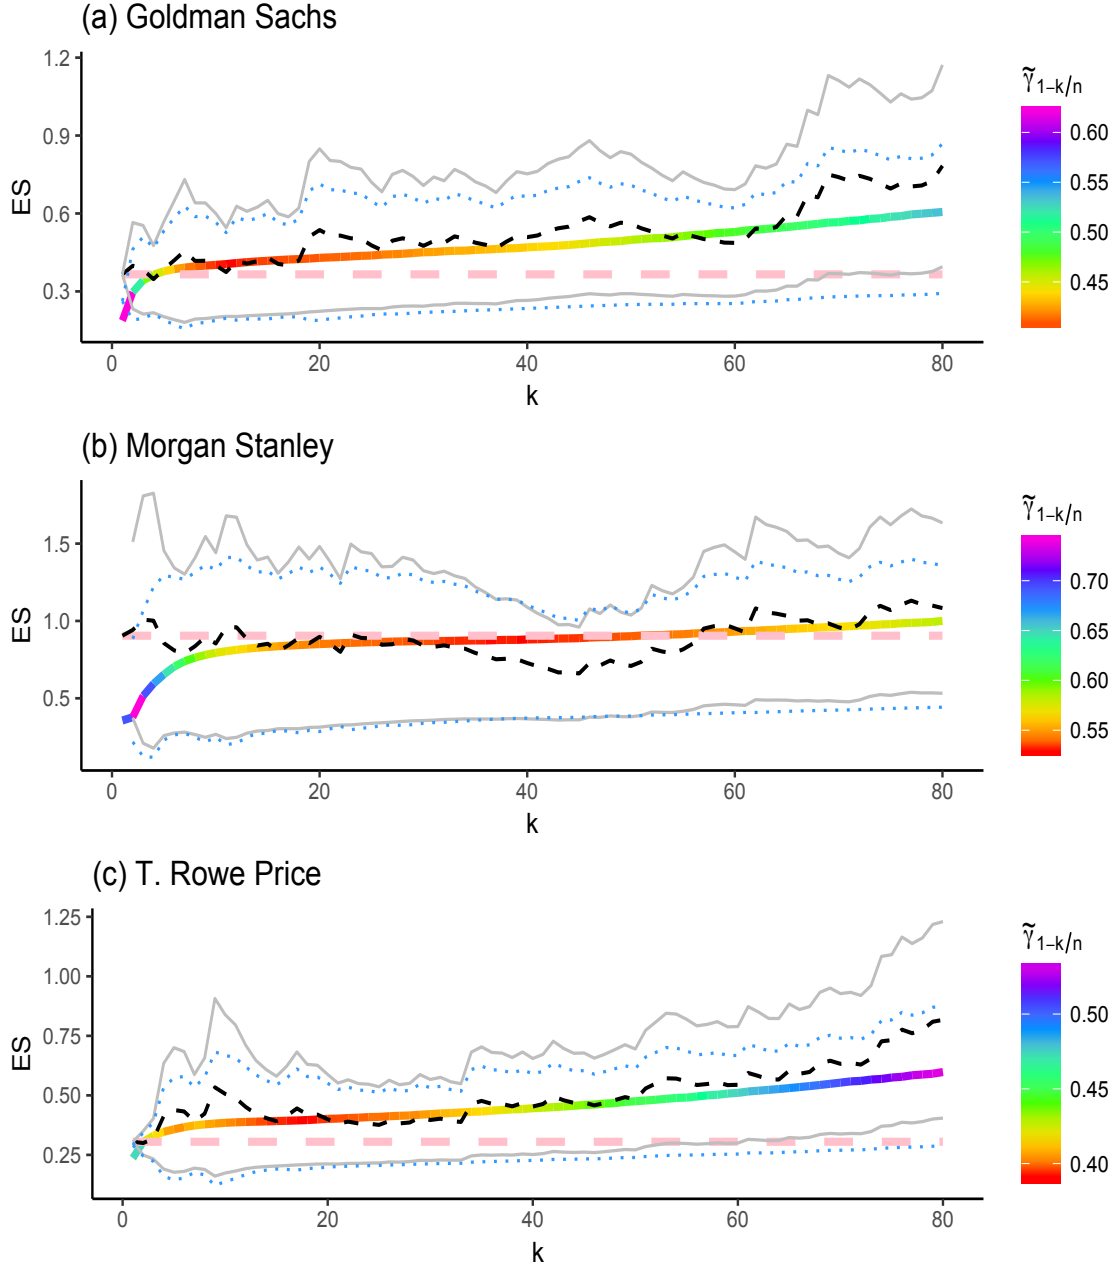 (a) Goldman Sachs
ES
1.2
0.9
0.6
0.3
0 20 40 60 80
k
γ̃1−k/n
0.60
0.55
0.50
0.45
(b) Morgan Stanley
ES
1.5
1.0
0.5
0 20 40 60 80
k
γ̃1−k/n
0.70
0.65
0.60
0.55
(c) T. Rowe Price
ES
1.25
1.00
0.75
0.50
0.25
0 20 40 60 80
k
γ̃1−k/n
0.50
0.45
0.40